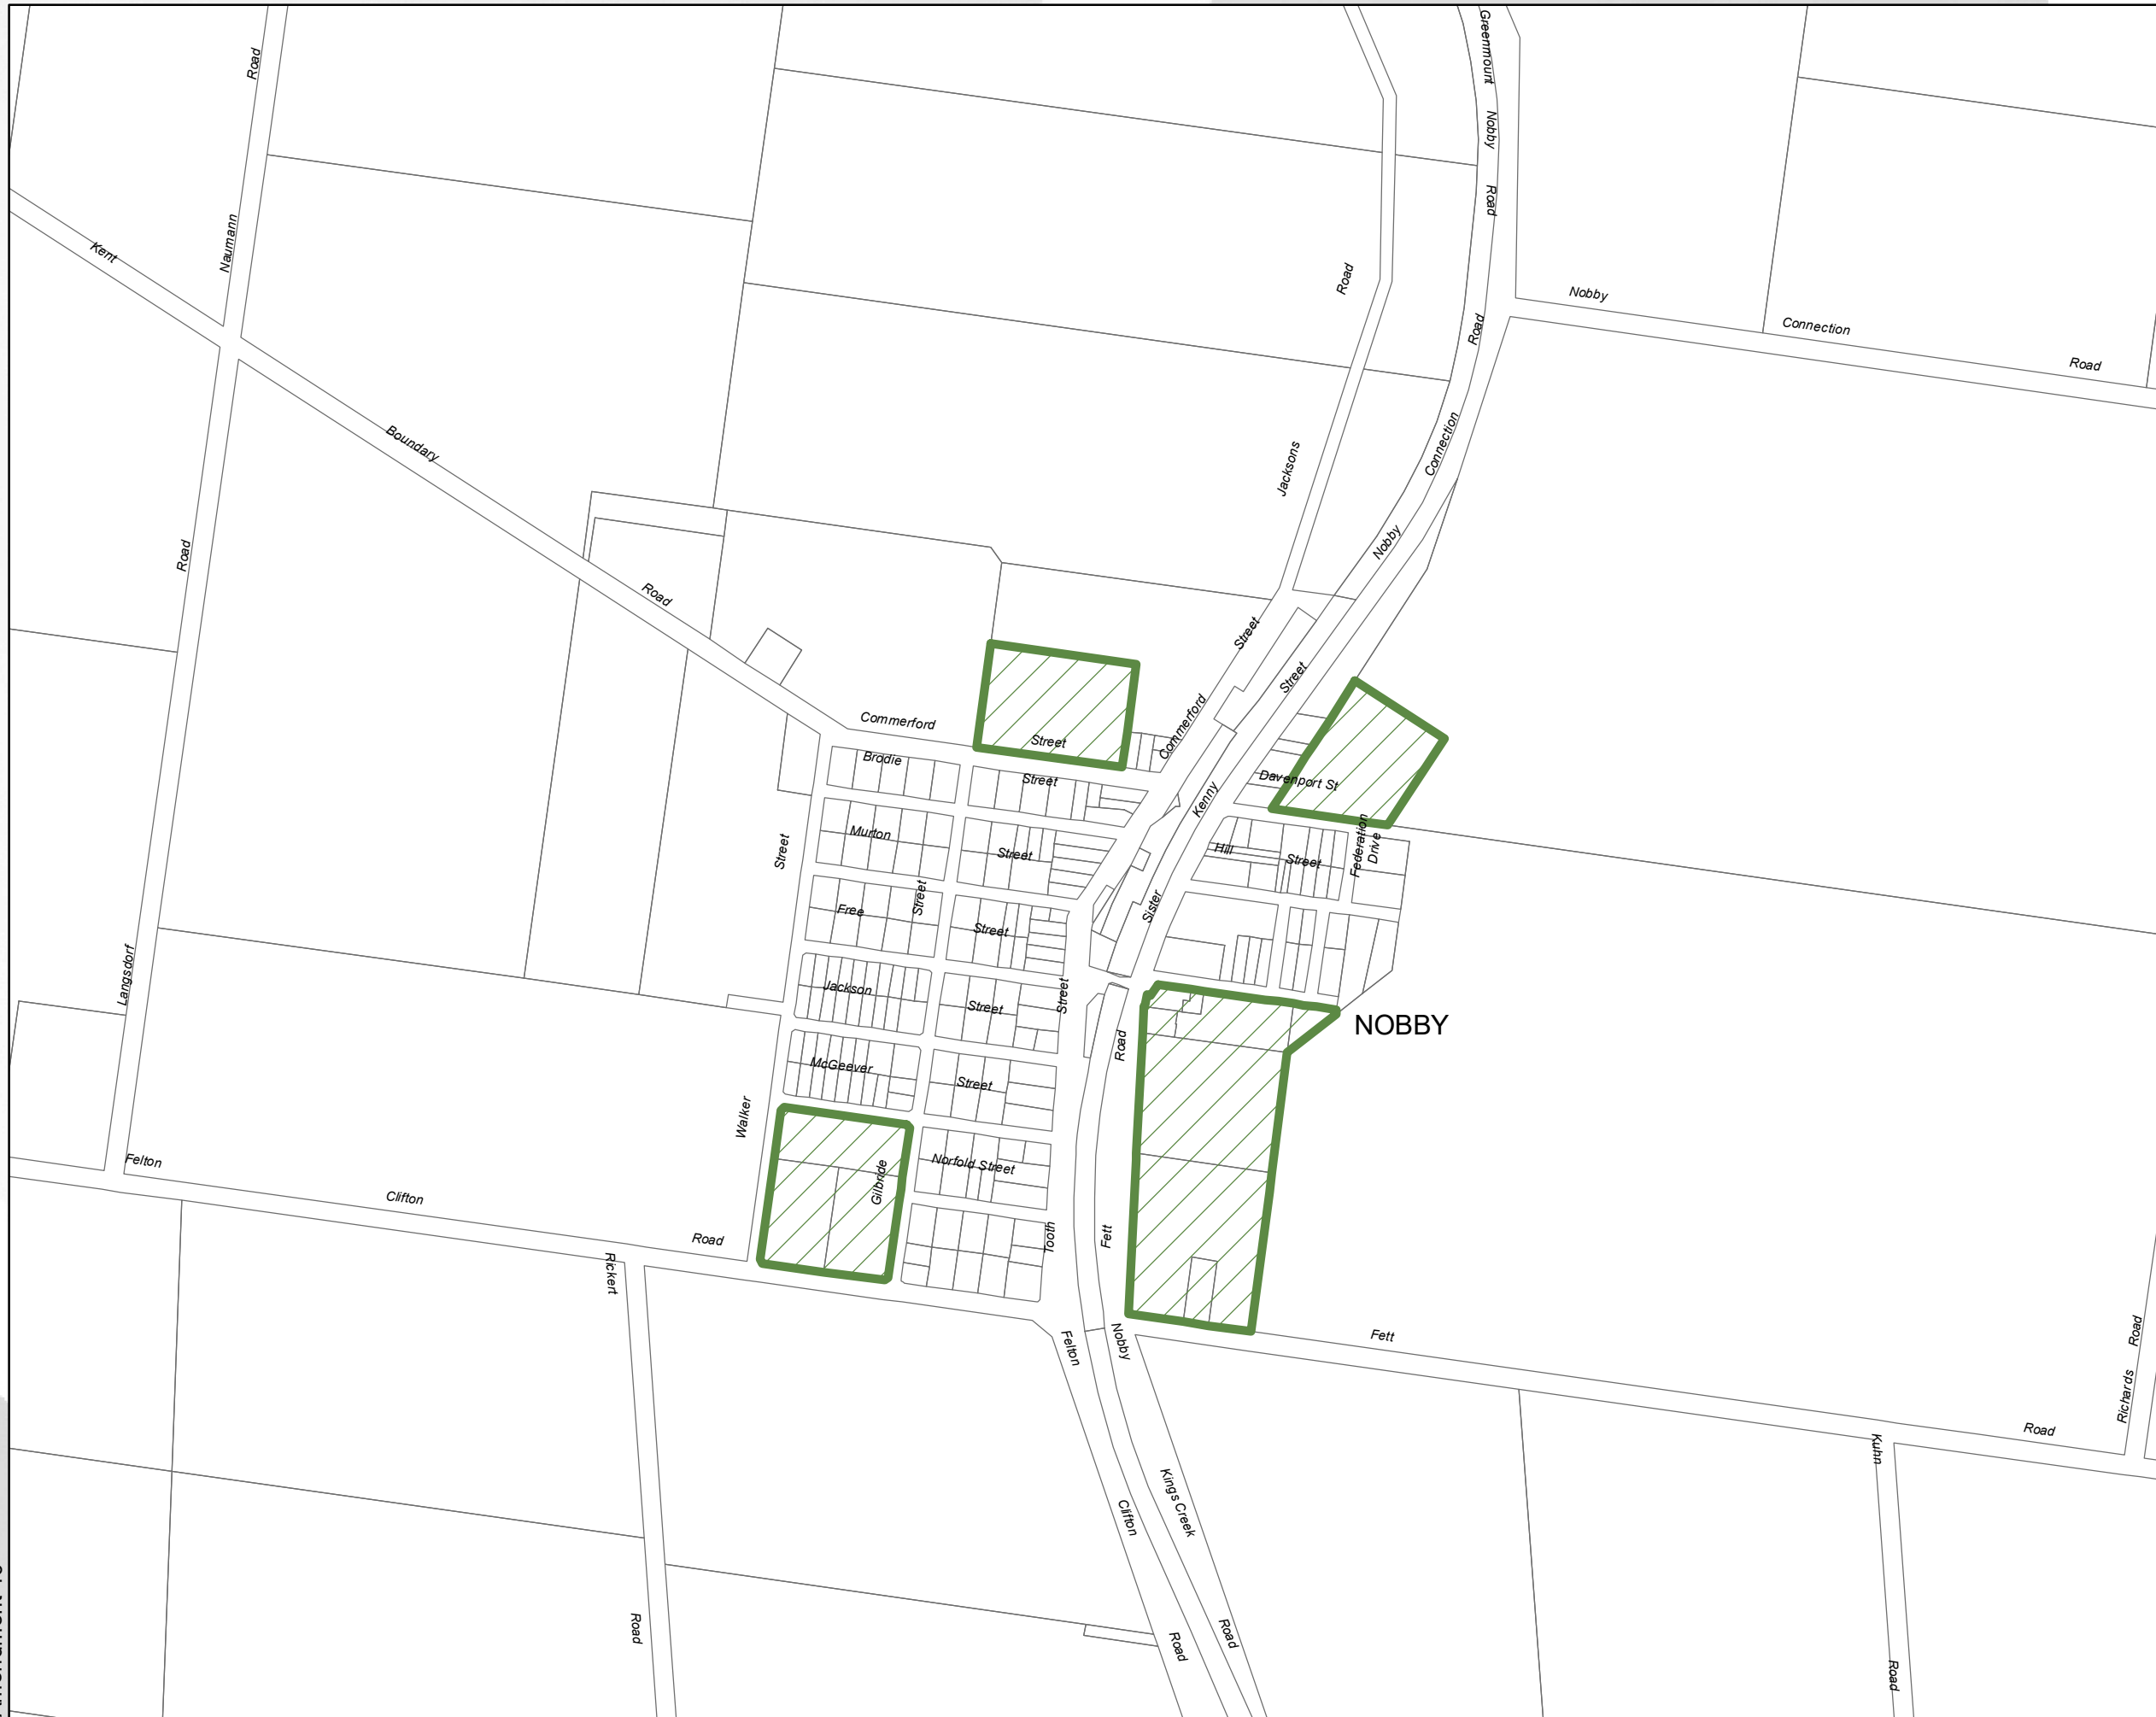 Greenmount
Road
Nobby
Road
Naumann
Kent
Road
Nobby
Road
Connection
Road
Boundary
Connection
Jacksons
Nobby
Road
Road
Street
Street
Commerford
Commerford
Street
Brodie
Street
Davenport St
Kenny
Murton
Street
Street
Hill
Street
Federation
Drive
Free
Street
Street
Sister
Langsdorf
Jackson
Street
Street
NOBBY
Road
McGeever
Street
Walker
Felton
Norfold Street
Gilbride
Clifton
Road
Tooth
Fett
Rickert
Felton
Nobby
Fett
Road
Richards
Road
Kuhn
Kings Creek
Clifton
Road
Road
Road
Road